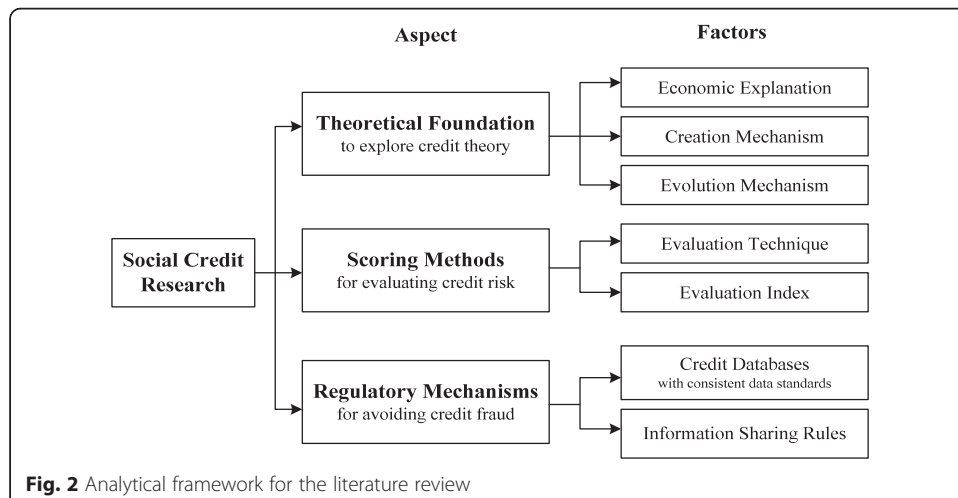 Aspect
Factors
Theoretical Foundation
to explore credit theory
Economic Explanation
Creation Mechanism
Evolution Mechanism
Social Credit
Research
Scoring Methods
for evaluating credit risk
Evaluation Technique
Evaluation Index
Regulatory Mechanisms
for avoiding credit fraud
Credit Databases
with consistent data standards
Information Sharing Rules
Fig. 2 Analytical framework for the literature review